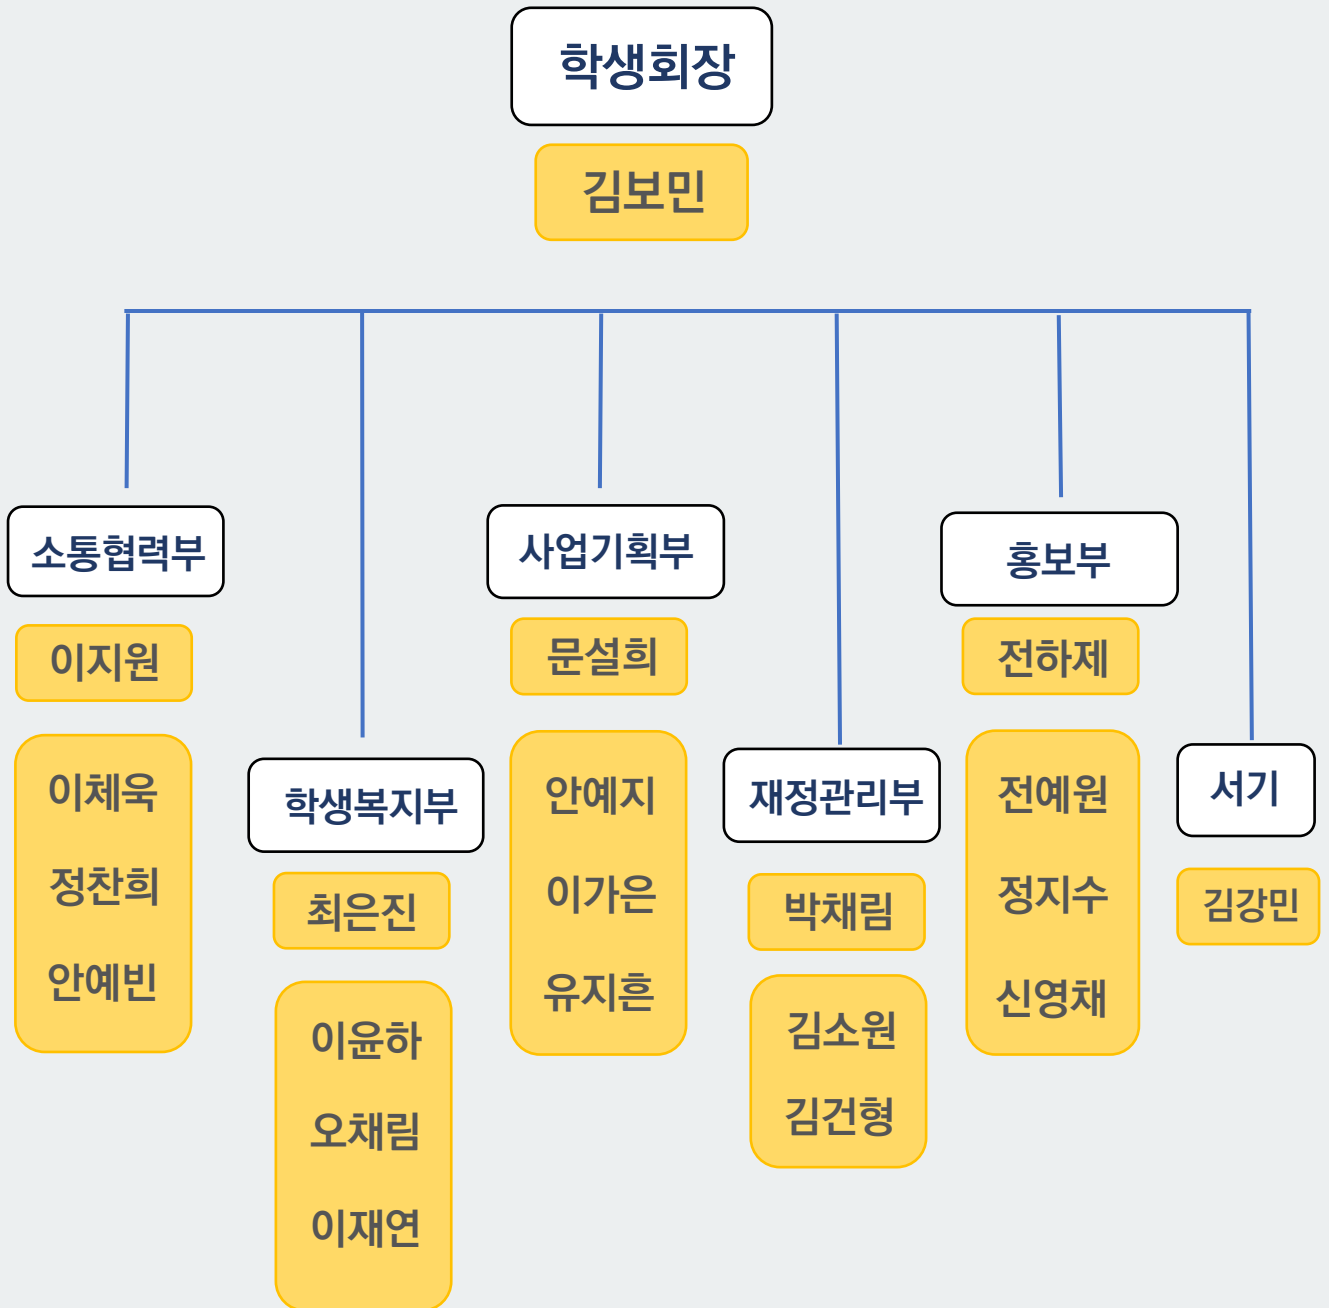 학생회장
김보민
소통협력부
이지원
이체욱
정찬희
안예빈
학생복지부
최은진
이윤하
오채림
이재연
사업기획부
문설희
안예지
이가은
유지흔
재정관리부
박채림
김소원
김건형
홍보부
전하제
전예원
정지수
신영채
서기
김강민